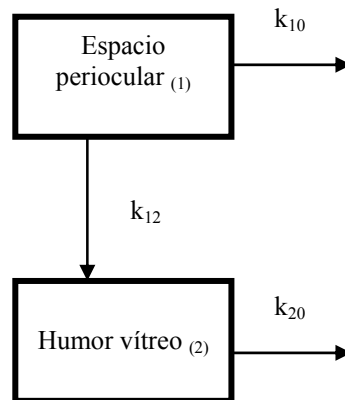 Espacio
periocular (1)
k10
k12
Humor vítreo (2)
k20